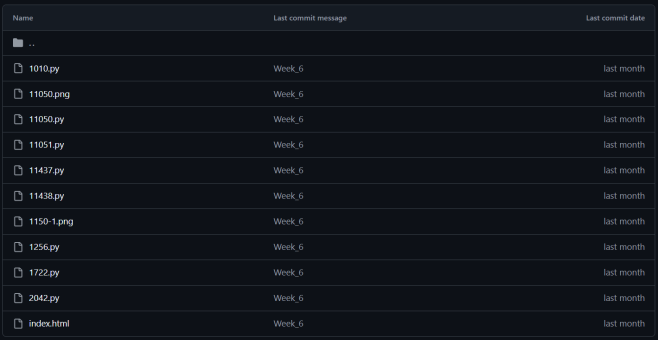 Name Last commit message Last commit date
..
1010.py Week_6 last month
11050.png Week_6 last month
11050.py Week_6 last month
11051.py Week_6 last month
11437.py Week_6 last month
11438.py Week_6 last month
1150-1.png Week_6 last month
1256.py Week_6 last month
1722.py Week_6 last month
2042.py Week_6 last month
index.html Week_6 last month